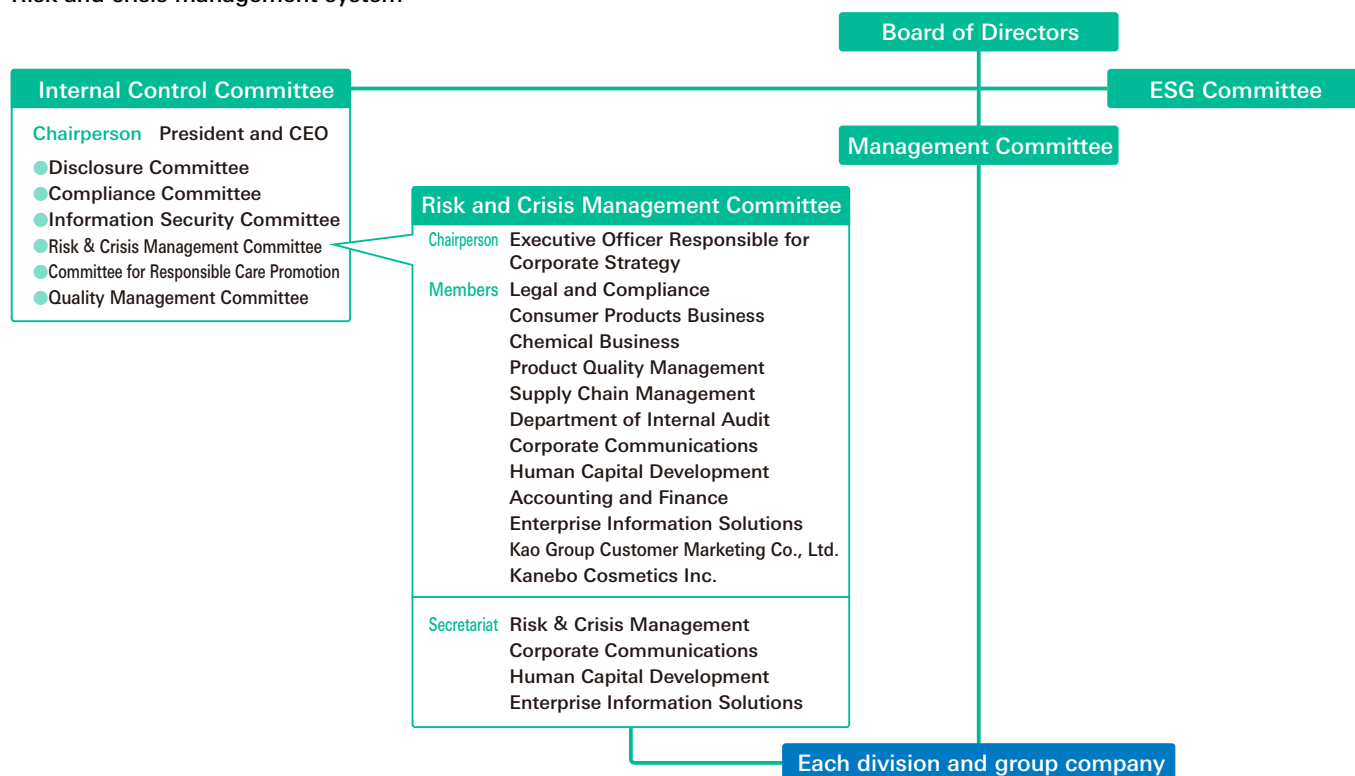 Risk and crisis management system
Board of Directors
Internal Control Committee
ESG Committee
Chairperson President and CEO
Disclosure Committee
Compliance Committee
Information Security Committee
Risk & Crisis Management Committee
Committee for Responsible Care Promotion
Quality Management Committee
Management Committee
Risk and Crisis Management Committee
Chairperson Executive Officer Responsible for
Corporate Strategy
Members Legal and Compliance
Consumer Products Business
Chemical Business
Product Quality Management
Supply Chain Management
Department of Internal Audit
Corporate Communications
Human Capital Development
Accounting and Finance
Enterprise Information Solutions
Kao Group Customer Marketing Co., Ltd.
Kanebo Cosmetics Inc.
Secretariat Risk & Crisis Management
Corporate Communications
Human Capital Development
Enterprise Information Solutions
Each division and group company